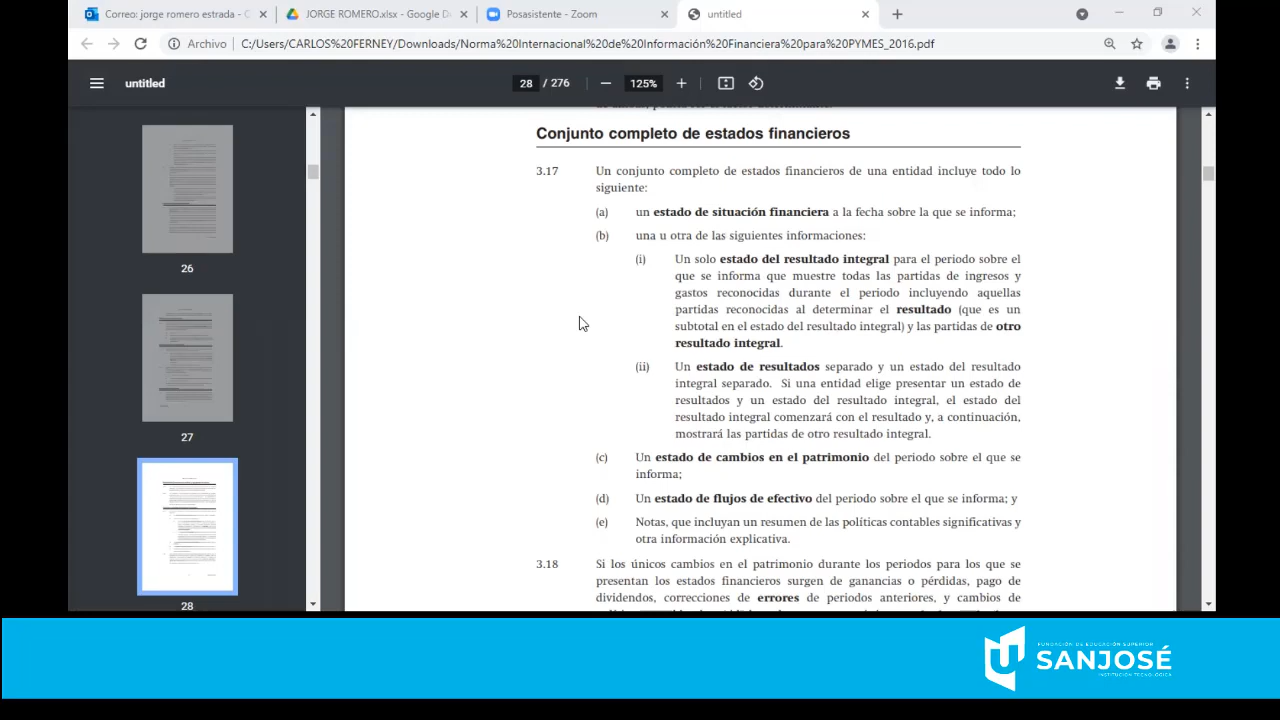 Correo: jorge romero estrada - O
JORGE ROMERO.xlsx - Google D
Posasistente - Zoom
untitled
Archivo
C:/Users/CARLOS%20FERNEY/Downloads/Norma%20Internacional%20de%20Información%20Financiera%20para%20PYMES_2016.pdf
untitled
28 / 276
125%
26
27
28
Conjunto completo de estados financieros
3.17 Un conjunto completo de estados financieros de una entidad incluye todo lo
siguiente:
(a) un estado de situación financiera a la fecha sobre la que se informa;
(b) una u otra de las siguientes informaciones:
(i) Un solo estado del resultado integral para el periodo sobre el
que se informa que muestre todas las partidas de ingresos y
gastos reconocidas durante el periodo incluyendo aquellas
partidas reconocidas al determinar el resultado (que es un
subtotal en el estado del resultado integral) y las partidas de otro
resultado integral.
(ii) Un estado de resultados separado y un estado del resultado
integral separado. Si una entidad elige presentar un estado de
resultados y un estado del resultado integral, el estado del
resultado integral comenzará con el resultado y, a continuación,
mostrará las partidas de otro resultado integral.
(c) Un estado de cambios en el patrimonio del periodo sobre el que se
informa;
(d) Un estado de flujos de efectivo del periodo sobre el que se informa; y
(e) Notas, que incluyan un resumen de las políticas contables significativas y
otra información explicativa.
3.18 Si los únicos cambios en el patrimonio durante los periodos para los que se
presentan los estados financieros surgen de ganancias o pérdidas, pago de
dividendos, correcciones de errores de periodos anteriores, y cambios de
FUNDACIÓN DE EDUCACIÓN SUPERIOR
SANJOSÉ
INSTITUCIÓN TECNOLÓGICA